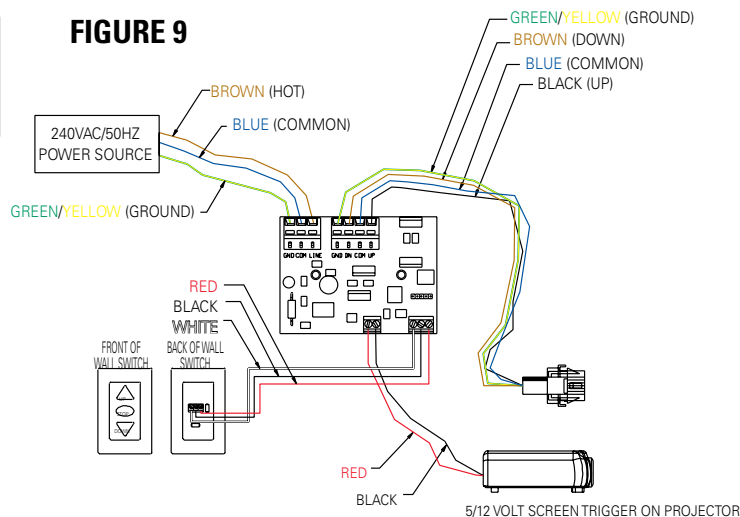 FIGURE 9
GREEN/YELLOW (GROUND)
BROWN (DOWN)
BLUE (COMMON)
BLACK (UP)
BROWN (HOT)
BLUE (COMMON)
240VAC/50HZ
POWER SOURCE
GREEN/YELLOW (GROUND)
GND COM LINE
GND DN COM UP
RED
BLACK
WHITE
FRONT OF
WALL SWITCH
BACK OF WALL
SWITCH
DOWN
RED
BLACK
5/12 VOLT SCREEN TRIGGER ON PROJECTOR